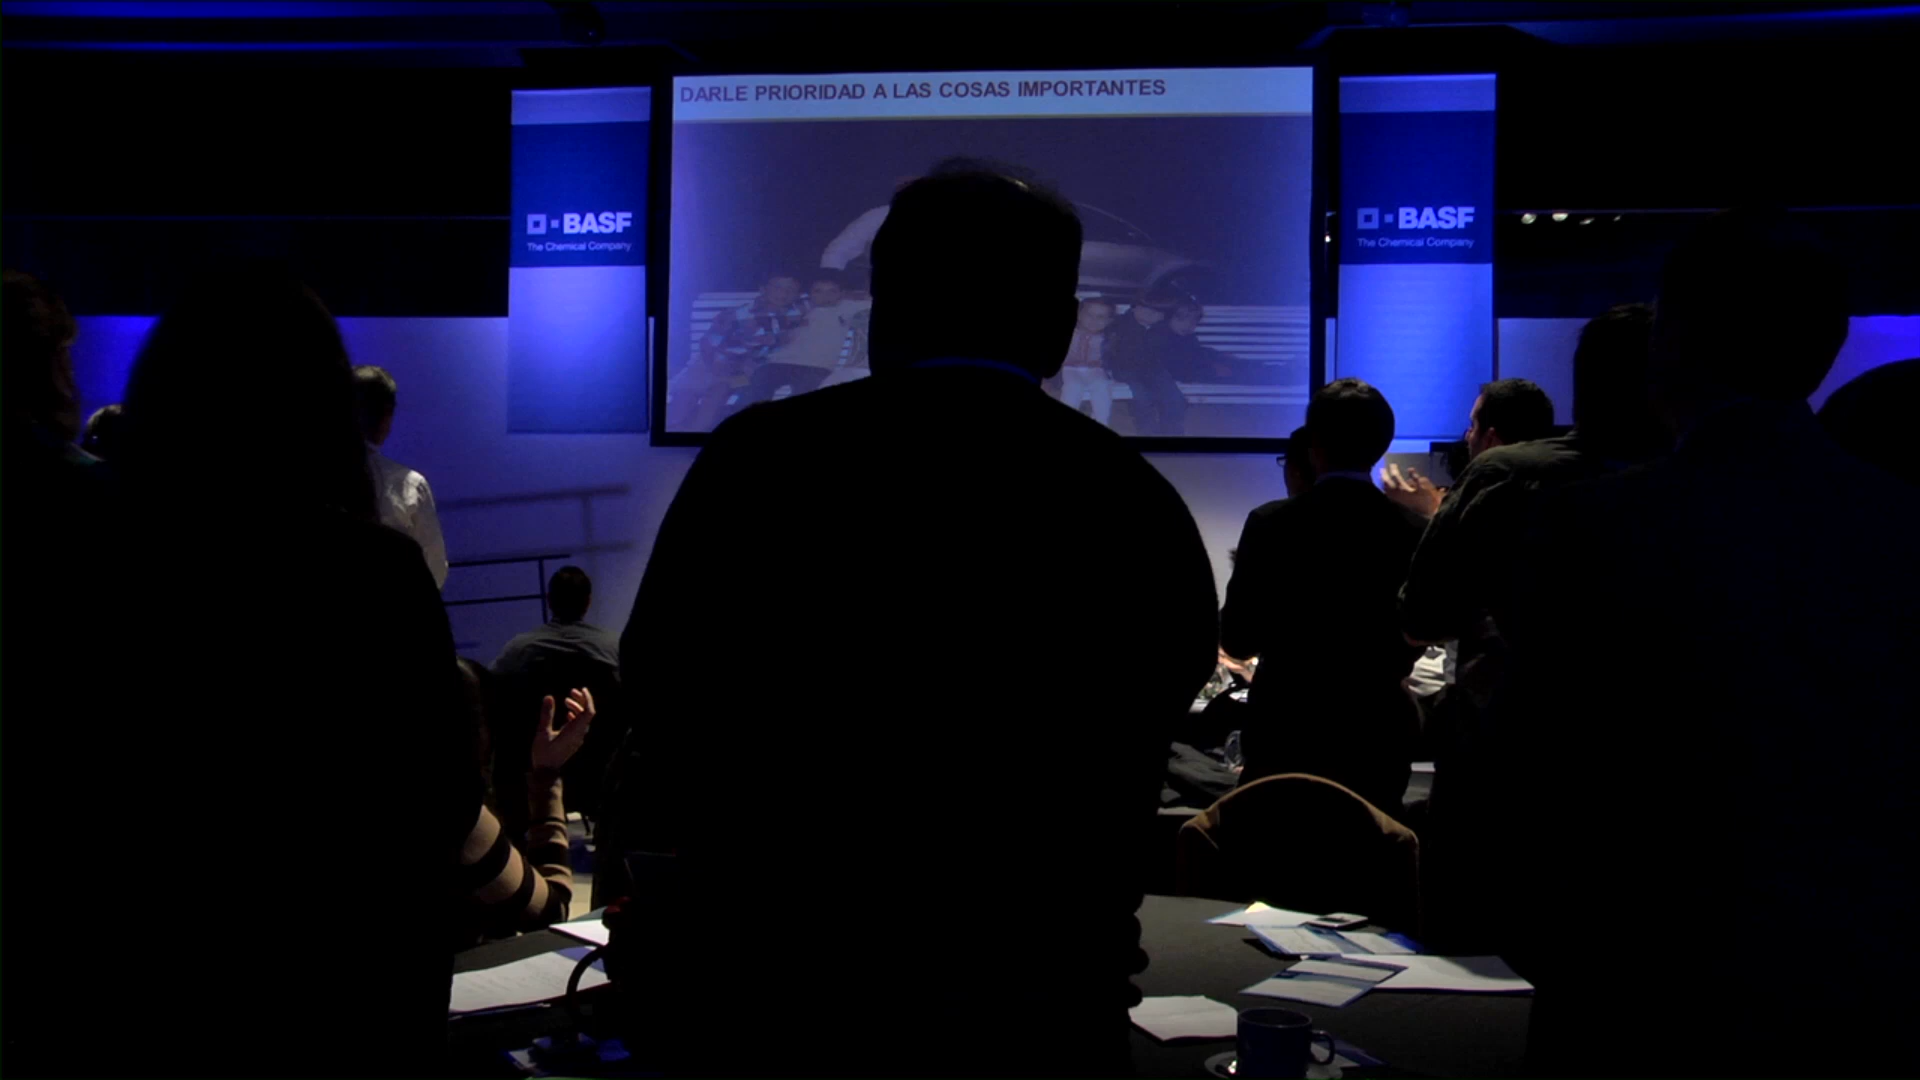 DARLE PRIORIDAD A LAS COSAS IMPORTANTES
BASF
The Chemical Company
BASF
The Chemical Company